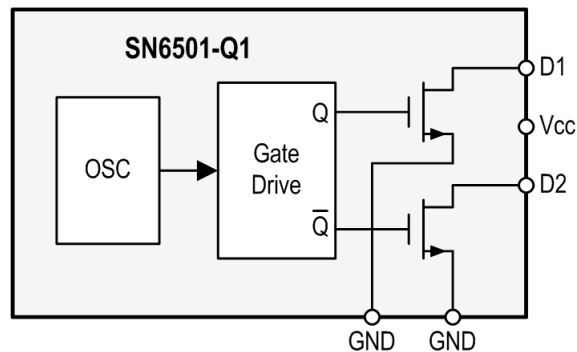 SN6501-Q1
D1
Q
Vcc
OSC
Gate
Drive
D2
Q̅
GND GND